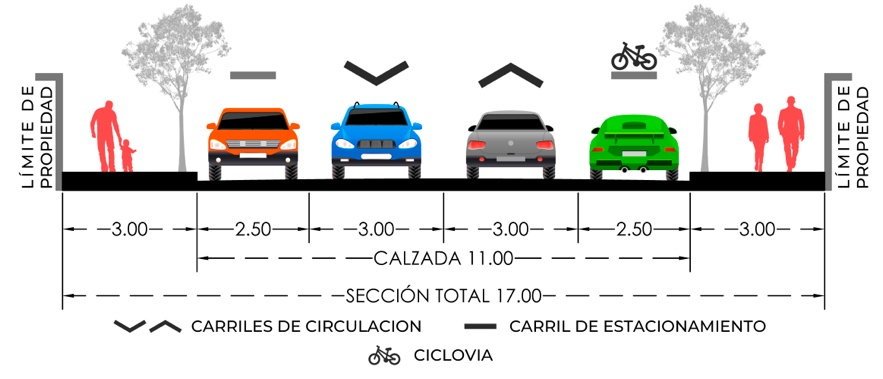 LÍMITE DE
PROPIEDAD
LÍMITE DE
PROPIEDAD
3.00 2.50 3.00 3.00 2.50 3.00
CALZADA 11.00
SECCIÓN TOTAL 17.00
CARRILES DE CIRCULACION CARRIL DE ESTACIONAMIENTO
CICLOVIA